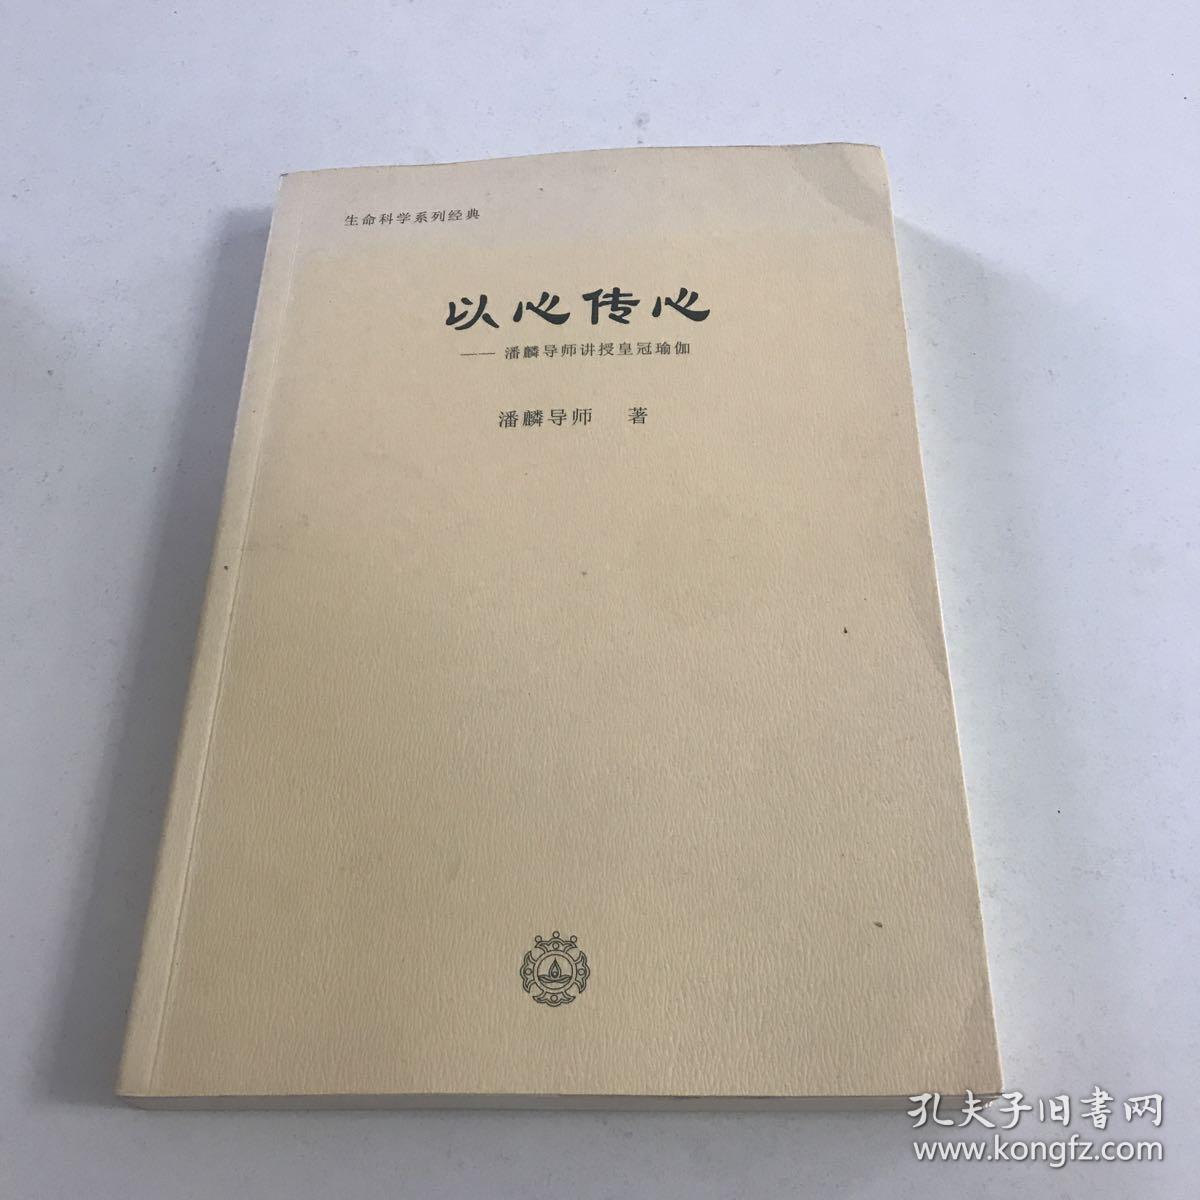 生命科学系列经典
以心传心
——潘麟导师讲授皇冠瑜伽
潘麟导师 著
孔夫子旧書网
www.kongfz.com